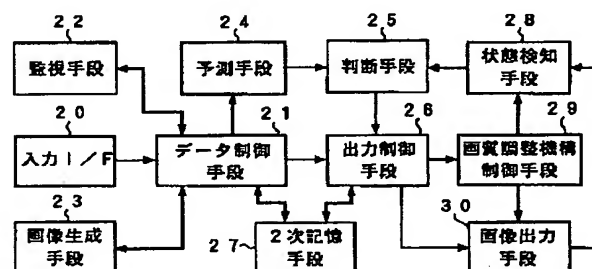 22
監視手段
24
予測手段
25
判断手段
28
状態検知
手段
20
入力I/F
21
データ制御
手段
26
出力制御
手段
29
画質調整機構
制御手段
23
画像生成
手段
27
2次記憶
手段
30
画像出力
手段